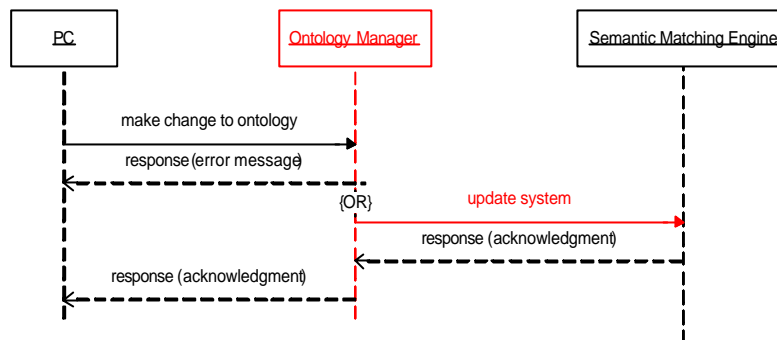 PC
Ontology Manager
Semantic Matching Engine
make change to ontology
response (error message)
{OR}
update system
response (acknowledgment)
response (acknowledgment)